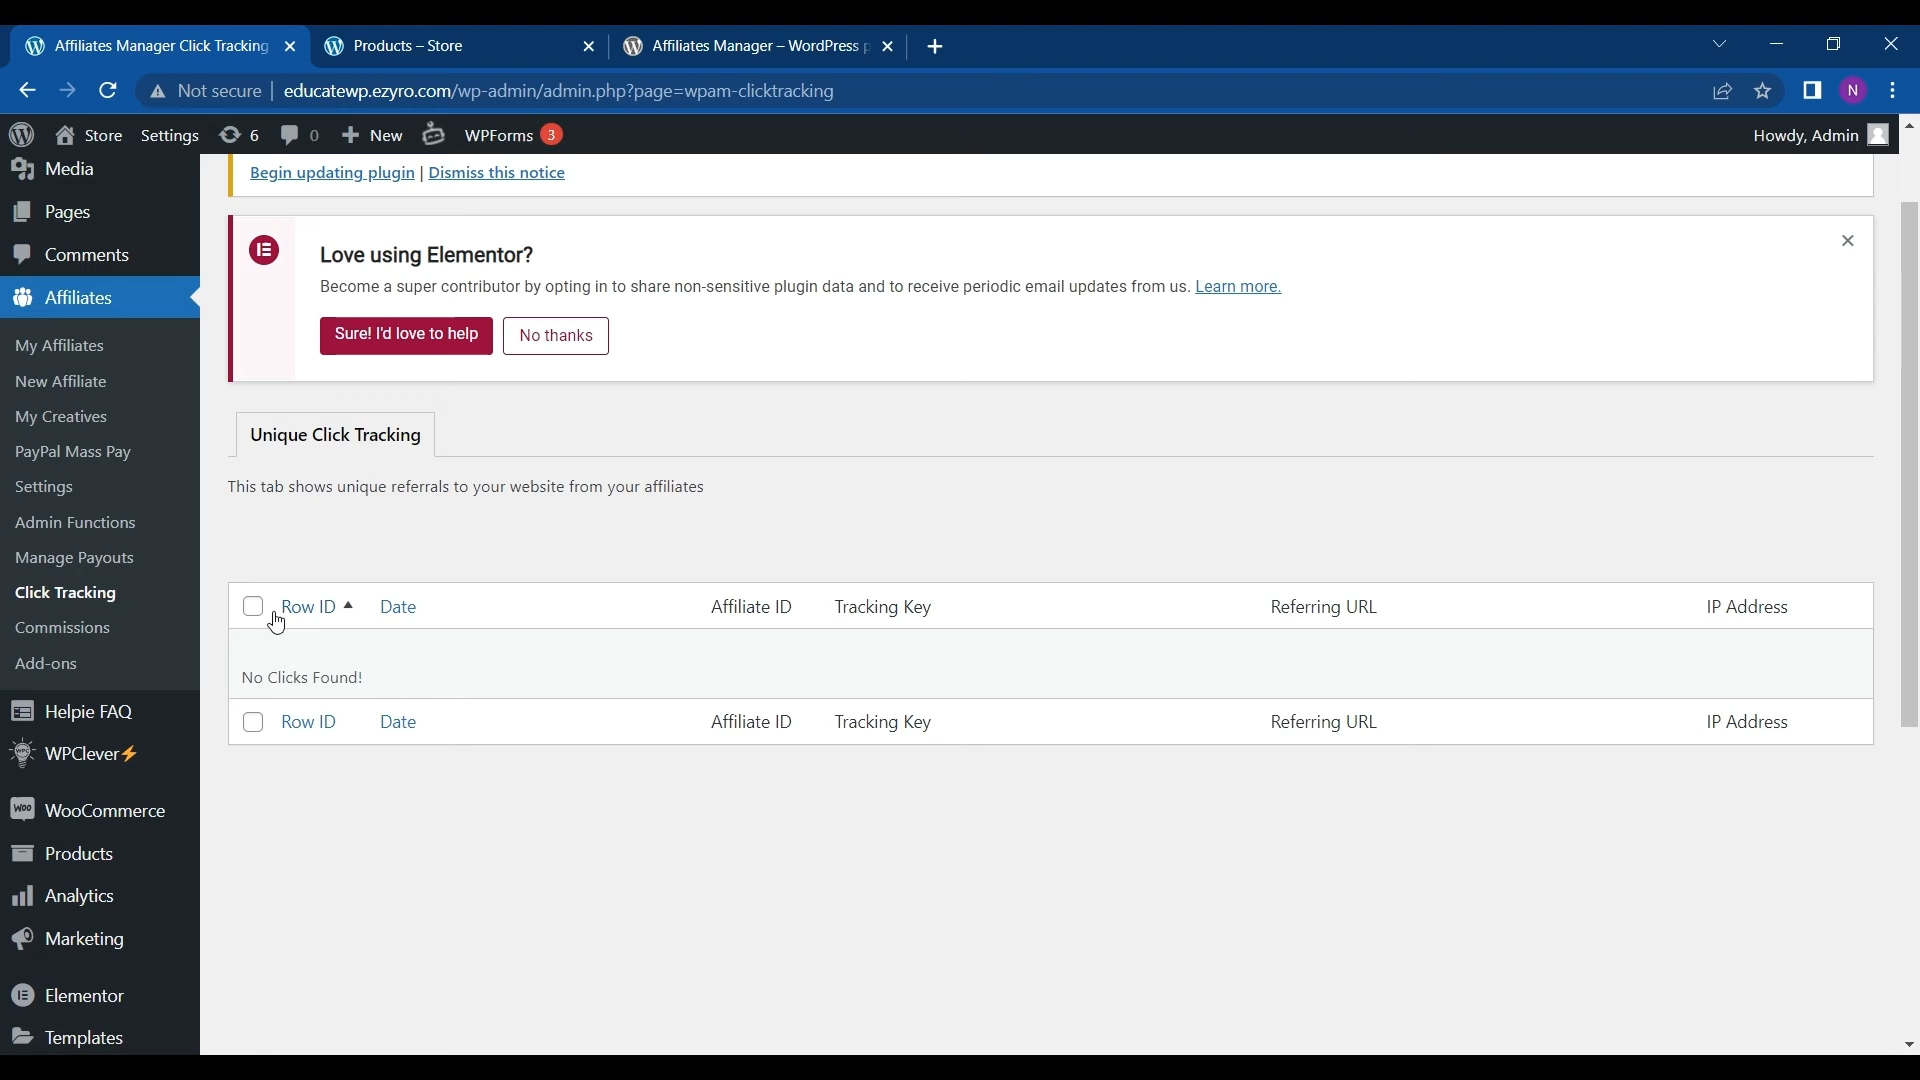 Affiliates Manager Click Tracking
Products – Store
Affiliates Manager – WordPress p
Not secure
educatewp.ezyro.com/wp-admin/admin.php?page=wpam-clicktracking
N
Store
Settings
6
0
New
WPForms 3
Howdy, Admin
Media
Pages
Comments
Affiliates
My Affiliates
New Affiliate
My Creatives
PayPal Mass Pay
Settings
Admin Functions
Manage Payouts
Click Tracking
Commissions
Add-ons
Helpie FAQ
WPClever⚡
WooCommerce
Products
Analytics
Marketing
Elementor
Templates
Begin updating plugin | Dismiss this notice
Love using Elementor?
Become a super contributor by opting in to share non-sensitive plugin data and to receive periodic email updates from us. Learn more.
Sure! I'd love to help
No thanks
Unique Click Tracking
This tab shows unique referrals to your website from your affiliates
Row ID Date Affiliate ID Tracking Key Referring URL IP Address
No Clicks Found!
Row ID Date Affiliate ID Tracking Key Referring URL IP Address